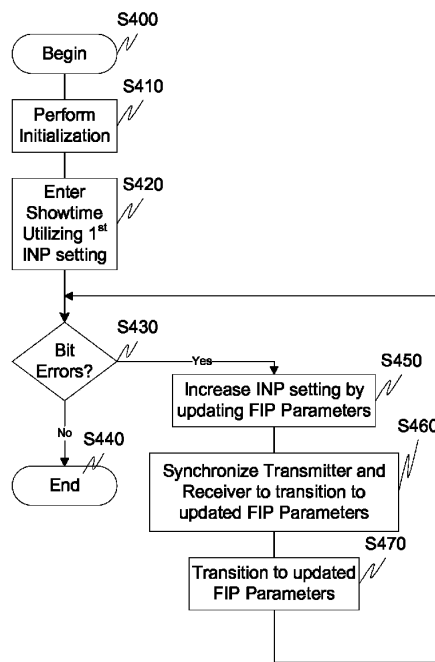 S400
Begin
S410
Perform
Initialization
S420
Enter
Showtime
Utilizing 1st
INP setting
S430
Bit
Errors?
Yes
No
S440
End
S450
Increase INP setting by
updating FIP Parameters
S460
Synchronize Transmitter and
Receiver to transition to
updated FIP Parameters
S470
Transition to updated
FIP Parameters